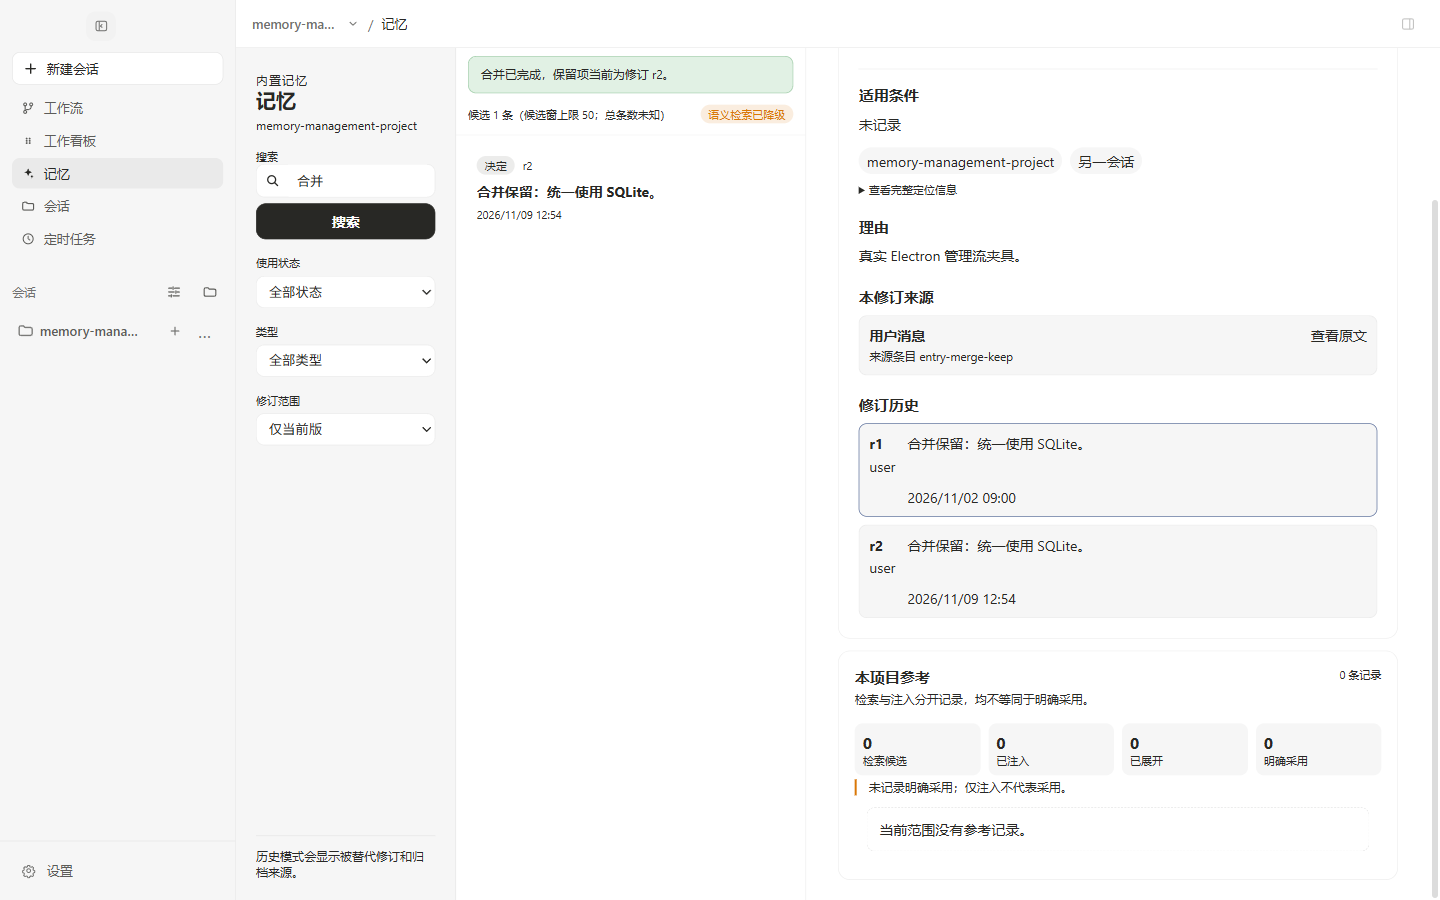 新建会话
工作流
工作看板
记忆
会话
定时任务
会话
memory-mana...
设置
memory-ma...
/ 记忆
内置记忆
记忆
memory-management-project
搜索
合并
搜索
使用状态
全部状态
类型
全部类型
修订范围
仅当前版
历史模式会显示被替代修订和归
档来源。
合并已完成，保留项当前为修订 r2。
候选 1 条（候选窗上限 50；总条数未知）
语义检索已降级
决定 r2
合并保留：统一使用 SQLite。
2026/11/09 12:54
适用条件
未记录
memory-management-project 另一会话
查看完整定位信息
理由
真实 Electron 管理流夹具。
本修订来源
用户消息 查看原文
来源条目 entry-merge-keep
修订历史
r1 合并保留：统一使用 SQLite。
user
2026/11/02 09:00
r2 合并保留：统一使用 SQLite。
user
2026/11/09 12:54
本项目参考 0 条记录
检索与注入分开记录，均不等同于明确采用。
0 0 0 0
检索候选 已注入 已展开 明确采用
未记录明确采用；仅注入不代表采用。
当前范围没有参考记录。